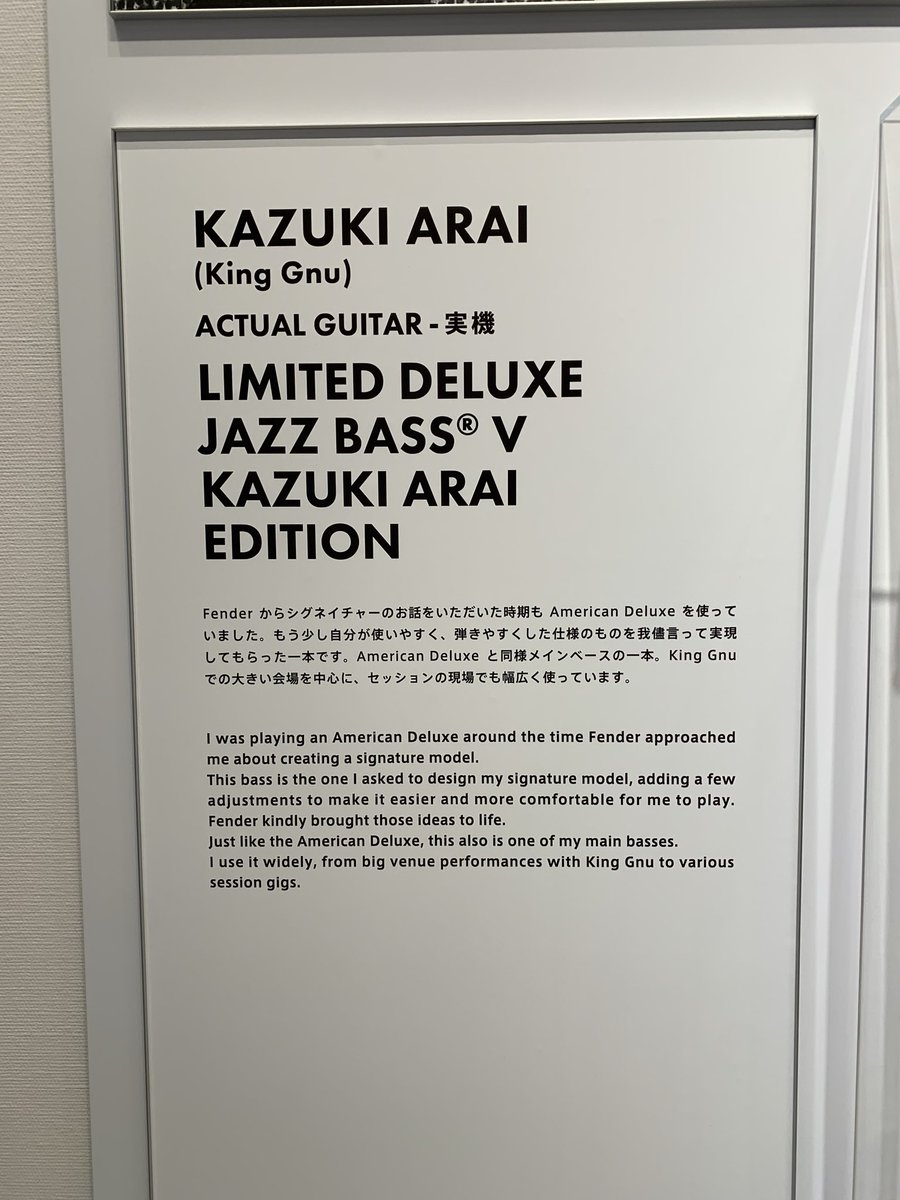 KAZUKI ARAI
(King Gnu)
ACTUAL GUITAR - 実機
LIMITED DELUXE
JAZZ BASS® V
KAZUKI ARAI
EDITION
Fender からシグネイチャーのお話をいただいた時期も American Deluxe を使って
いました。もう少し自分が使いやすく、弾きやすくした仕様のものを我儘言って実現
してもらった一本です。American Deluxe と同様メインベースの一本。King Gnu
での大きい会場を中心に、セッションの現場でも幅広く使っています。
I was playing an American Deluxe around the time Fender approached
me about creating a signature model.
This bass is the one I asked to design my signature model, adding a few
adjustments to make it easier and more comfortable for me to play.
Fender kindly brought those ideas to life.
Just like the American Deluxe, this also is one of my main basses.
I use it widely, from big venue performances with King Gnu to various
session gigs.